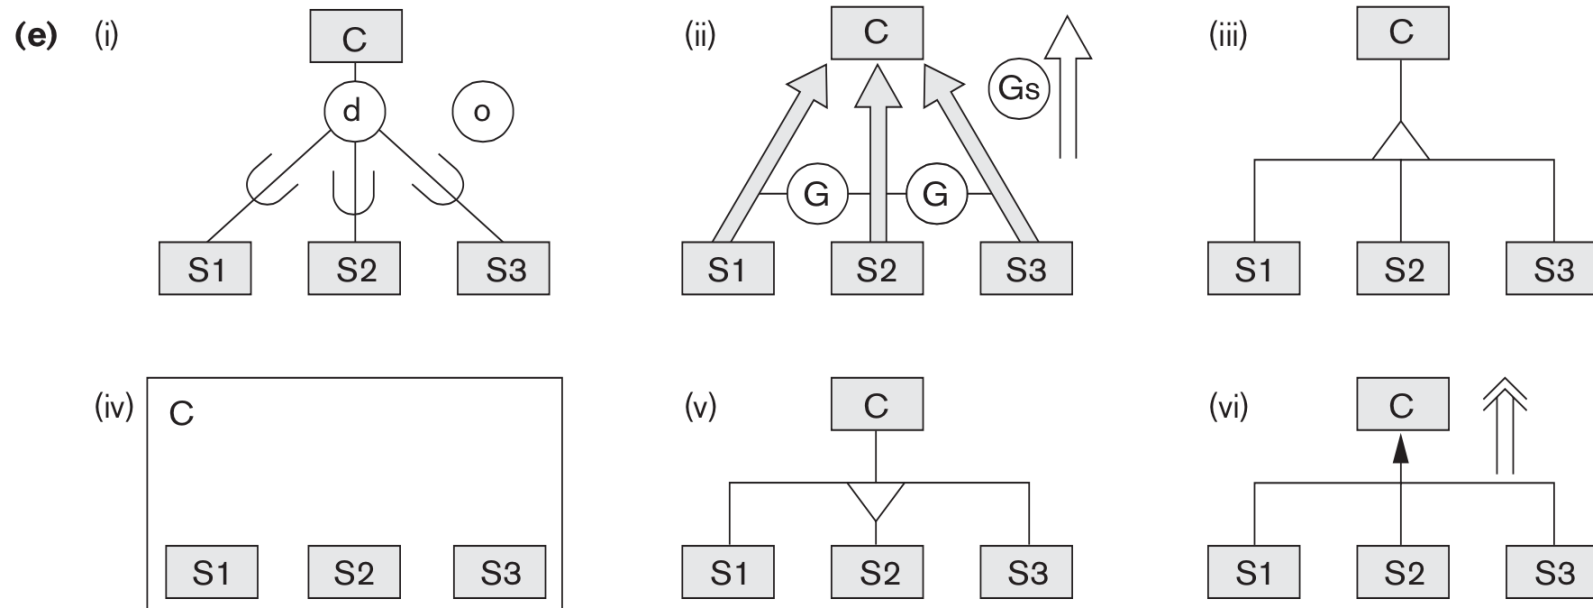 (e) (i) C
d o
S1 S2 S3
(ii) C
Gs
G G
S1 S2 S3
(iii) C
S1 S2 S3
(iv) C
S1 S2 S3
(v) C
S1 S2 S3
(vi) C
S1 S2 S3